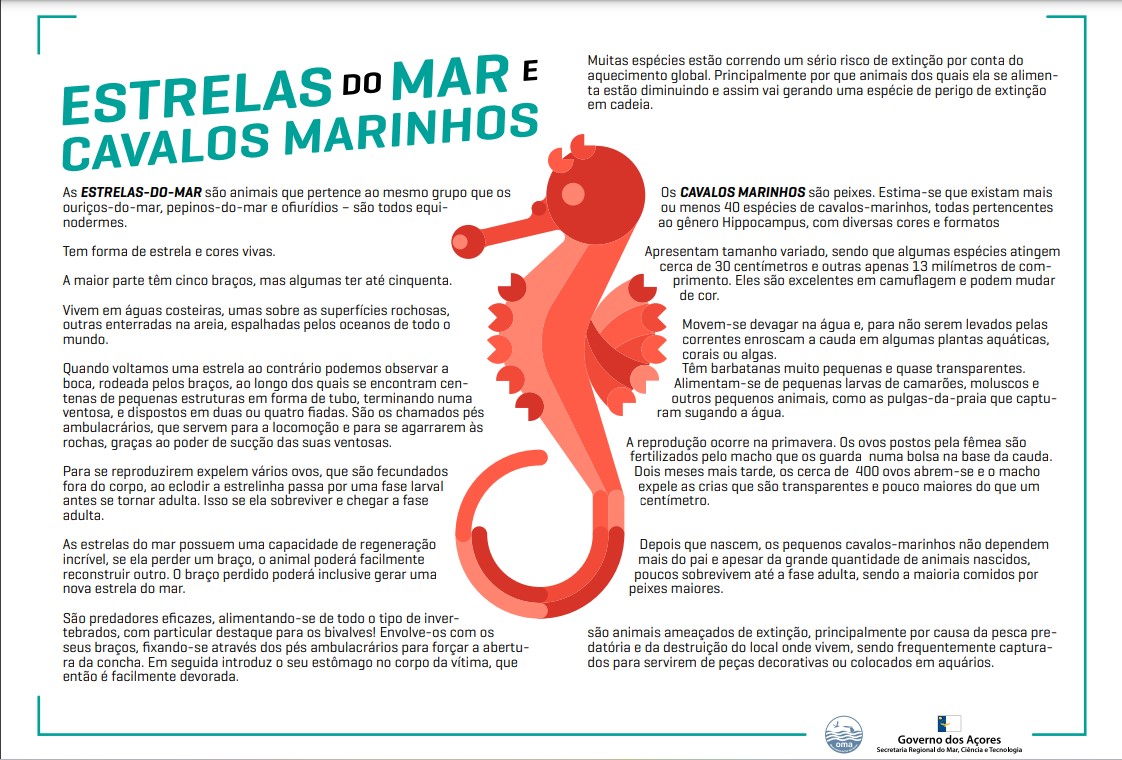 ESTRELAS DO MAR E
CAVALOS MARINHOS
As ESTRELAS-DO-MAR são animais que pertence ao mesmo grupo que os
ouriços-do-mar, pepinos-do-mar e ofiurídios – são todos equi-
nodermes.
Tem forma de estrela e cores vivas.
A maior parte têm cinco braços, mas algumas ter até cinquenta.
Vivem em águas costeiras, umas sobre as superfícies rochosas,
outras enterradas na areia, espalhadas pelos oceanos de todo o
mundo.
Quando voltamos uma estrela ao contrário podemos observar a
boca, rodeada pelos braços, ao longo dos quais se encontram cen-
tenas de pequenas estruturas em forma de tubo, terminando numa
ventosa, e dispostos em duas ou quatro fiadas. São os chamados pés
ambulacrários, que servem para a locomoção e para se agarrarem às
rochas, graças ao poder de sucção das suas ventosas.
Para se reproduzirem expelem vários ovos, que são fecundados
fora do corpo, ao eclodir a estrelinha passa por uma fase larval
antes se tornar adulta. Isso se ela sobreviver e chegar a fase
adulta.
As estrelas do mar possuem uma capacidade de regeneração
incrível, se ela perder um braço, o animal poderá facilmente
reconstruir outro. O braço perdido poderá inclusive gerar uma
nova estrela do mar.
São predadores eficazes, alimentando-se de todo o tipo de inver-
tebrados, com particular destaque para os bivalves! Envolve-os com os
seus braços, fixando-se através dos pés ambulacrários para forçar a abertu-
ra da concha. Em seguida introduz o seu estômago no corpo da vítima, que
então é facilmente devorada.
Muitas espécies estão correndo um sério risco de extinção por conta do
aquecimento global. Principalmente por que animais dos quais ela se alimen-
ta estão diminuindo e assim vai gerando uma espécie de perigo de extinção
em cadeia.
Os CAVALOS MARINHOS são peixes. Estima-se que existam mais
ou menos 40 espécies de cavalos-marinhos, todas pertencentes
ao gênero Hippocampus, com diversas cores e formatos
Apresentam tamanho variado, sendo que algumas espécies atingem
cerca de 30 centímetros e outras apenas 13 milímetros de com-
primento. Eles são excelentes em camuflagem e podem mudar
de cor.
Movem-se devagar na água e, para não serem levados pelas
correntes enroscam a cauda em algumas plantas aquáticas,
corais ou algas.
Têm barbatanas muito pequenas e quase transparentes.
Alimentam-se de pequenas larvas de camarões, moluscos e
outros pequenos animais, como as pulgas-da-praia que captu-
ram sugando a água.
A reprodução ocorre na primavera. Os ovos postos pela fêmea são
fertilizados pelo macho que os guarda numa bolsa na base da cauda.
Dois meses mais tarde, os cerca de 400 ovos abrem-se e o macho
expele as crias que são transparentes e pouco maiores do que um
centímetro.
Depois que nascem, os pequenos cavalos-marinhos não dependem
mais do pai e apesar da grande quantidade de animais nascidos,
poucos sobrevivem até a fase adulta, sendo a maioria comidos por
peixes maiores.
são animais ameaçados de extinção, principalmente por causa da pesca pre-
datória e da destruição do local onde vivem, sendo frequentemente captura-
dos para servirem de peças decorativas ou colocados em aquários.
oma
Governo dos Açores
Secretaria Regional do Mar, Ciência e Tecnologia